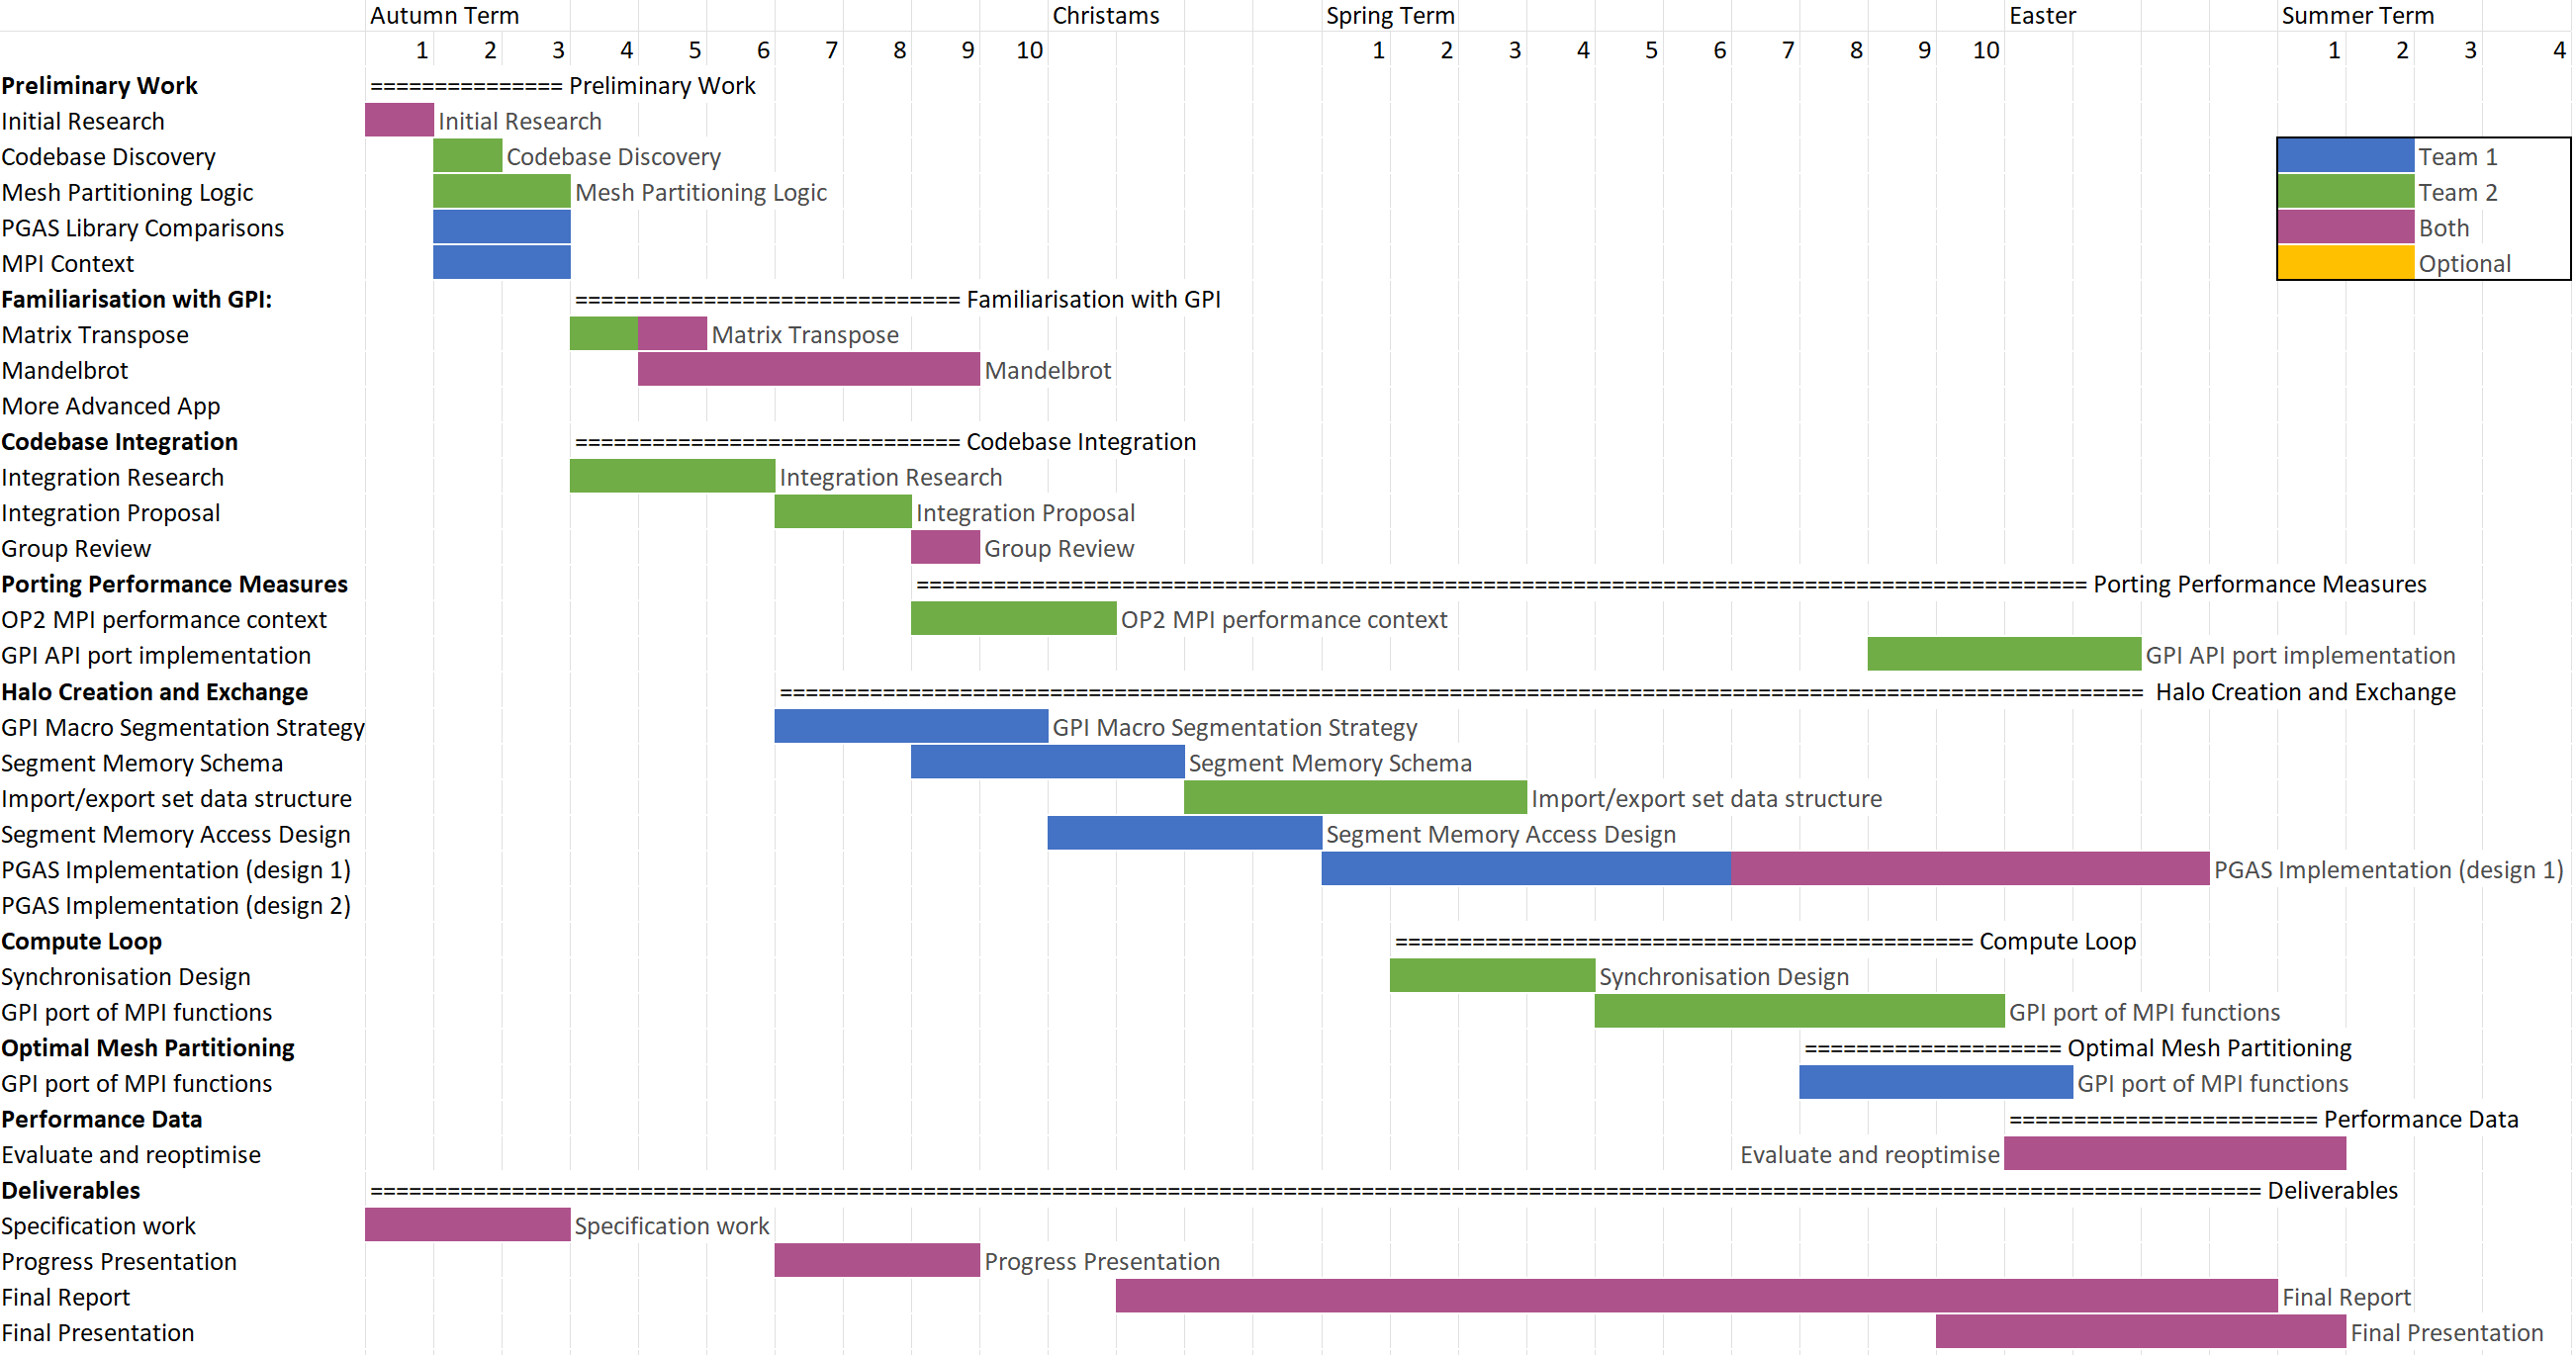 Autumn Term Christams Spring Term Easter Summer Term
1 2 3 4 5 6 7 8 9 10 1 2 3 4 5 6 7 8 9 10 1 2 3 4
Preliminary Work =============== Preliminary Work
Initial Research Initial Research
Codebase Discovery Codebase Discovery Team 1
Mesh Partitioning Logic Mesh Partitioning Logic Team 2
PGAS Library Comparisons Both
MPI Context Optional
Familiarisation with GPI: ============================== Familiarisation with GPI
Matrix Transpose Matrix Transpose
Mandelbrot Mandelbrot
More Advanced App
Codebase Integration ============================== Codebase Integration
Integration Research Integration Research
Integration Proposal Integration Proposal
Group Review Group Review
Porting Performance Measures =========================================================================================== Porting Performance Measures
OP2 MPI performance context OP2 MPI performance context
GPI API port implementation GPI API port implementation
Halo Creation and Exchange ========================================================================================================== Halo Creation and Exchange
GPI Macro Segmentation Strategy GPI Macro Segmentation Strategy
Segment Memory Schema Segment Memory Schema
Import/export set data structure Import/export set data structure
Segment Memory Access Design Segment Memory Access Design
PGAS Implementation (design 1) PGAS Implementation (design 1)
PGAS Implementation (design 2)
Compute Loop ============================================= Compute Loop
Synchronisation Design Synchronisation Design
GPI port of MPI functions GPI port of MPI functions
Optimal Mesh Partitioning ==================== Optimal Mesh Partitioning
GPI port of MPI functions GPI port of MPI functions
Performance Data ======================== Performance Data
Evaluate and reoptimise Evaluate and reoptimise
Deliverables =================================================================================================================================================== Deliverables
Specification work Specification work
Progress Presentation Progress Presentation
Final Report Final Report
Final Presentation Final Presentation